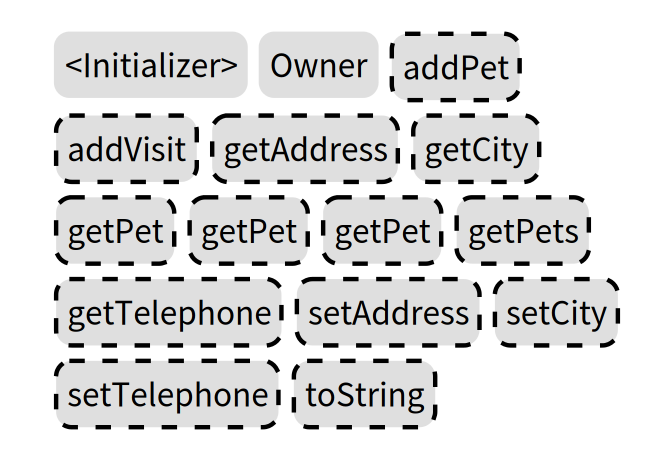 <Initializer> Owner addPet
addVisit getAddress getCity
getPet getPet getPet getPets
getTelephone setAddress setCity
setTelephone toString